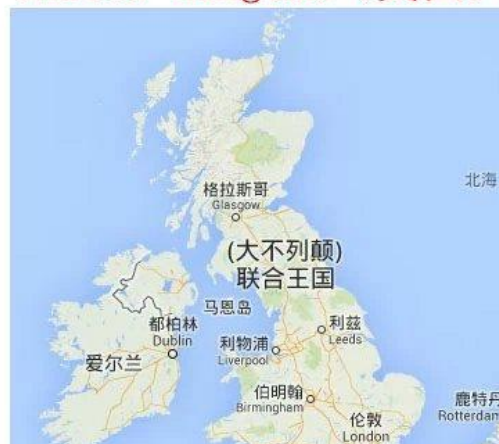 北海
格拉斯哥
Glasgow
(大不列颠)
联合王国
马恩岛
都柏林
Dublin
利兹
Leeds
利物浦
Liverpool
爱尔兰
伯明翰
Birmingham
伦敦
London
鹿特丹
Rotterdam